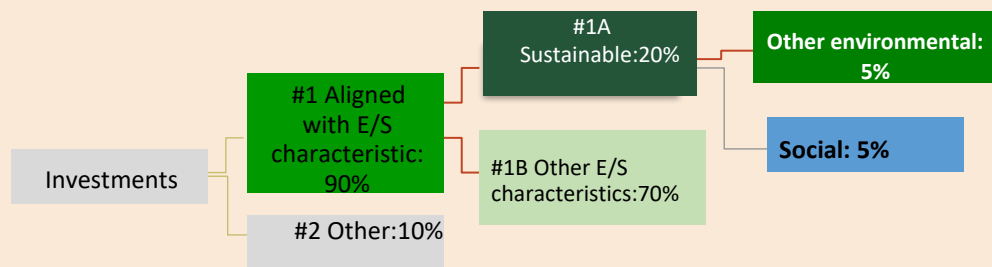 Investments
#1 Aligned
with E/S
characteristic:
90%
#2 Other:10%
#1A
Sustainable:20%
#1B Other E/S
characteristics:70%
Other environmental:
5%
Social: 5%